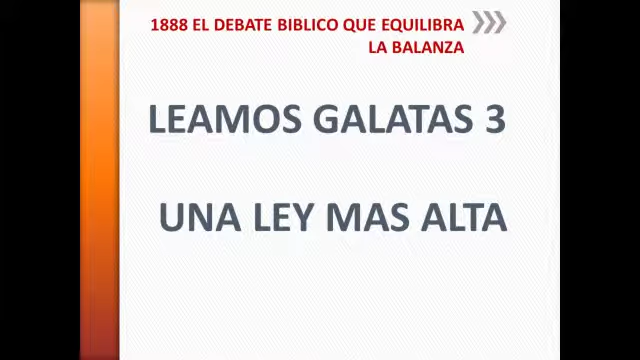 1888 EL DEBATE BIBLICO QUE EQUILIBRA
LA BALANZA
LEAMOS GALATAS 3
UNA LEY MAS ALTA